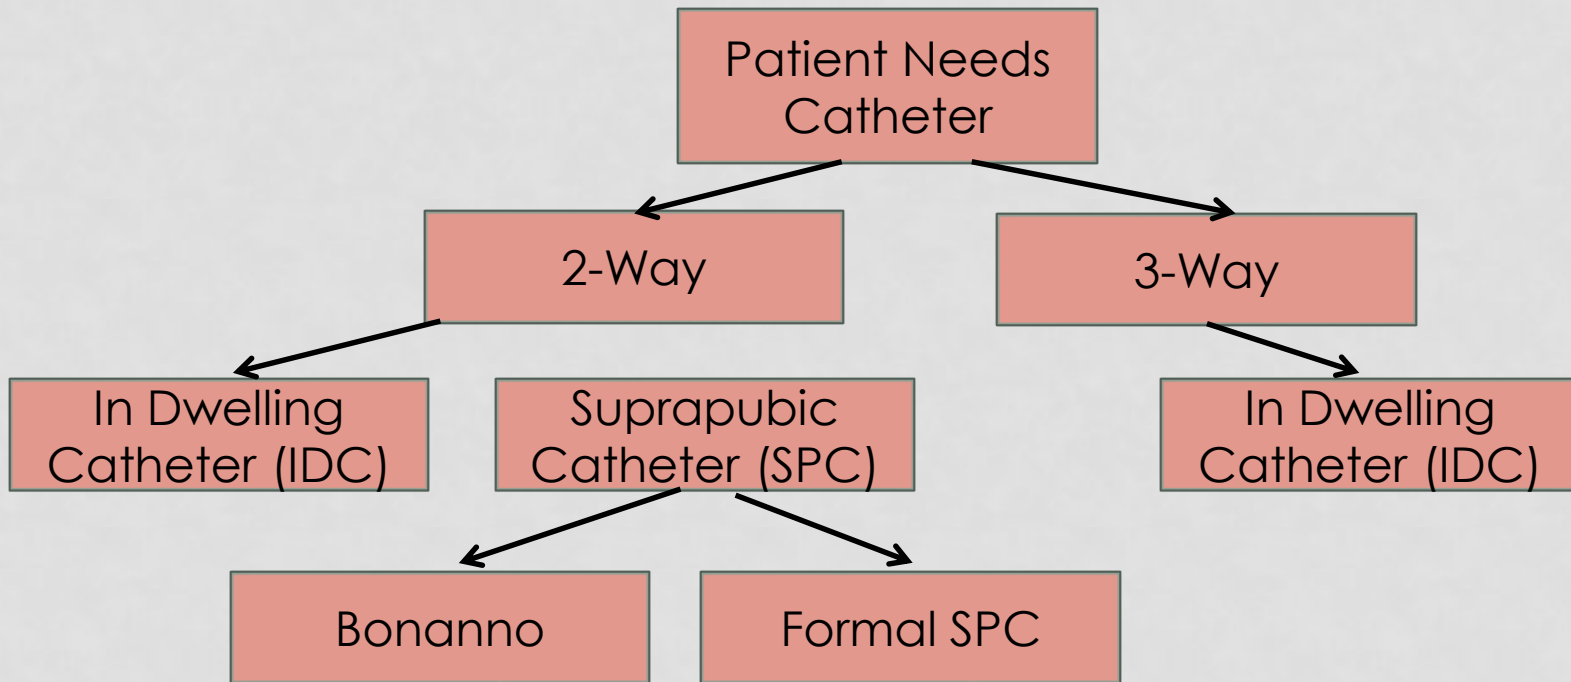 Patient Needs
Catheter
2-Way
3-Way
In Dwelling
Catheter (IDC)
Suprapubic
Catheter (SPC)
In Dwelling
Catheter (IDC)
Bonanno
Formal SPC